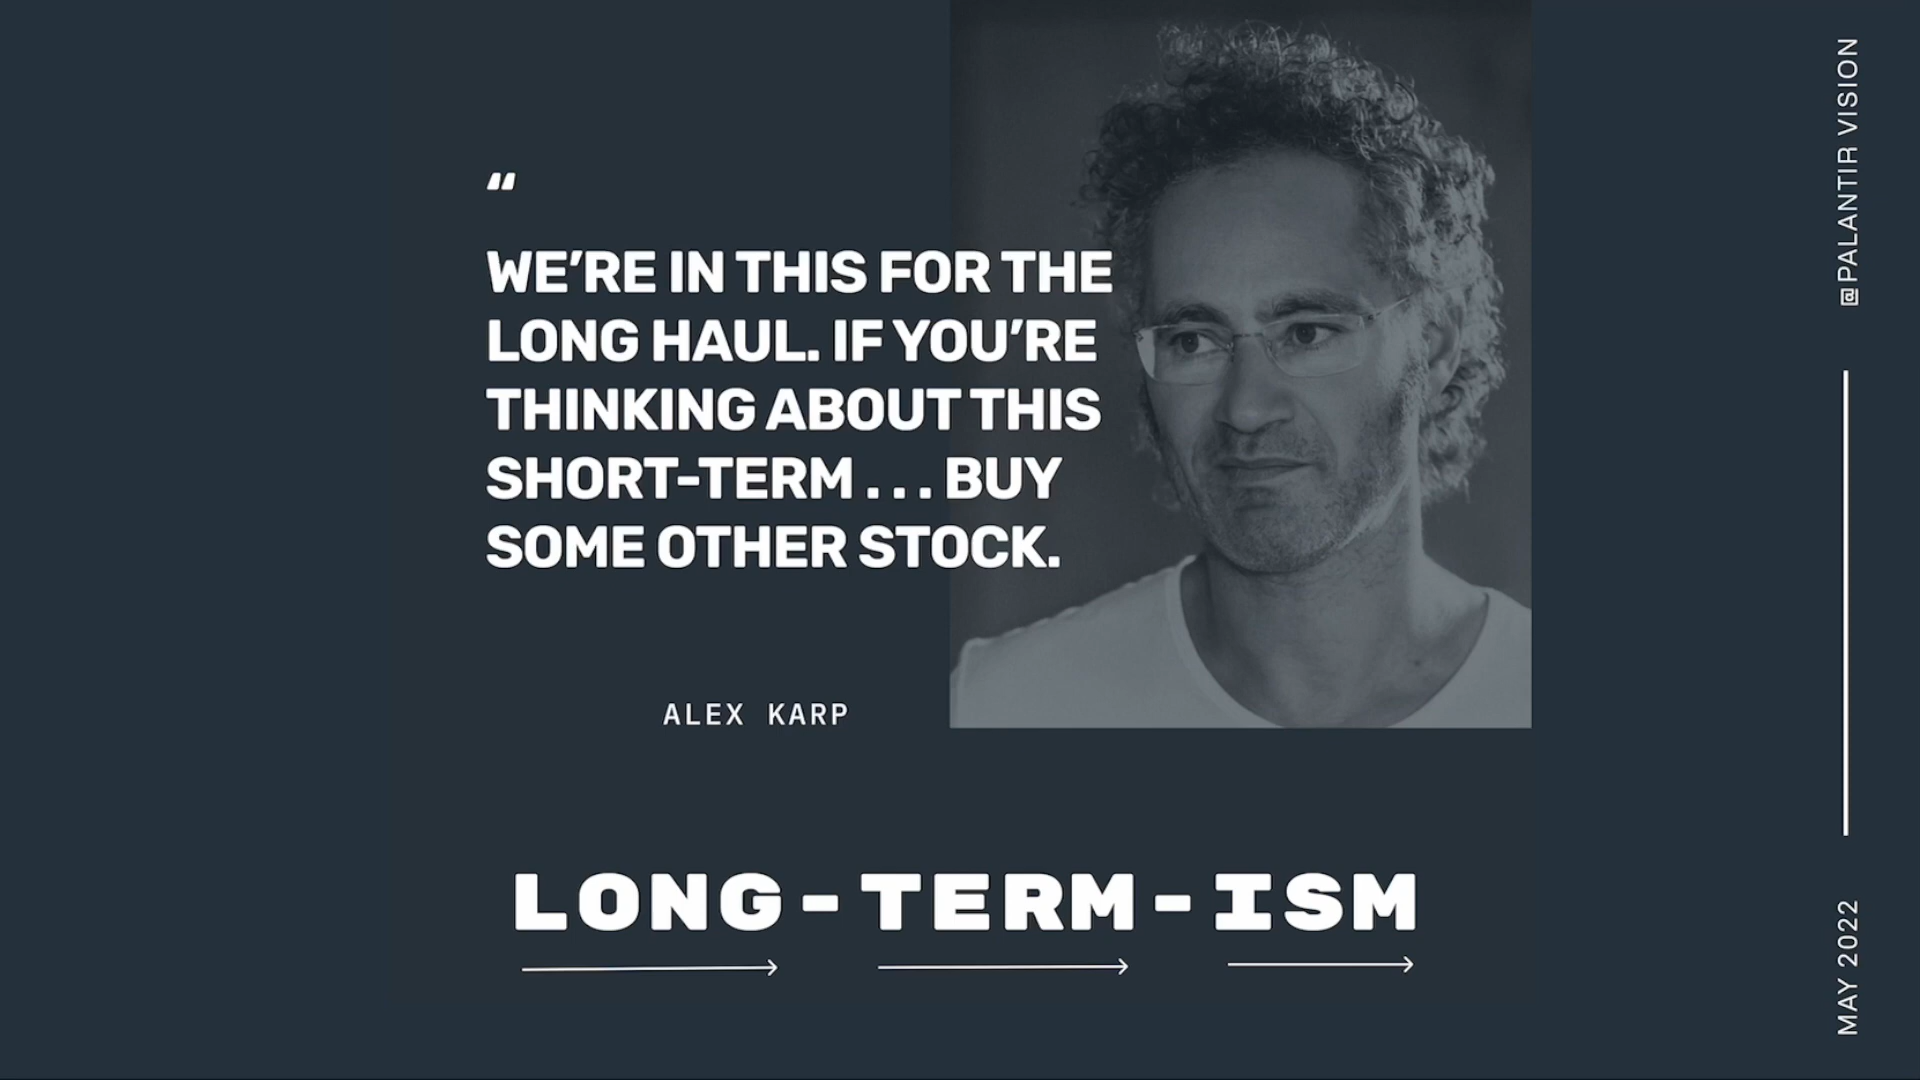 “
WE’RE IN THIS FOR THE
LONG HAUL. IF YOU’RE
THINKING ABOUT THIS
SHORT-TERM . . . BUY
SOME OTHER STOCK.
ALEX KARP
LONG-TERM-ISM
@PALANTIR VISION
MAY 2022